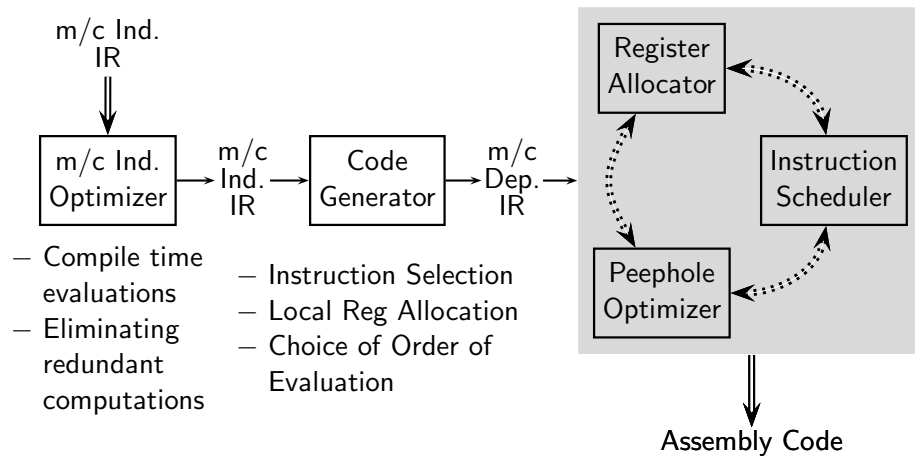 m/c Ind.
IR
m/c Ind.
Optimizer
m/c
Ind.
IR
Code
Generator
m/c
Dep.
IR
Register
Allocator
Instruction
Scheduler
Peephole
Optimizer
– Compile time
evaluations
– Eliminating
redundant
computations
– Instruction Selection
– Local Reg Allocation
– Choice of Order of
Evaluation
Assembly Code